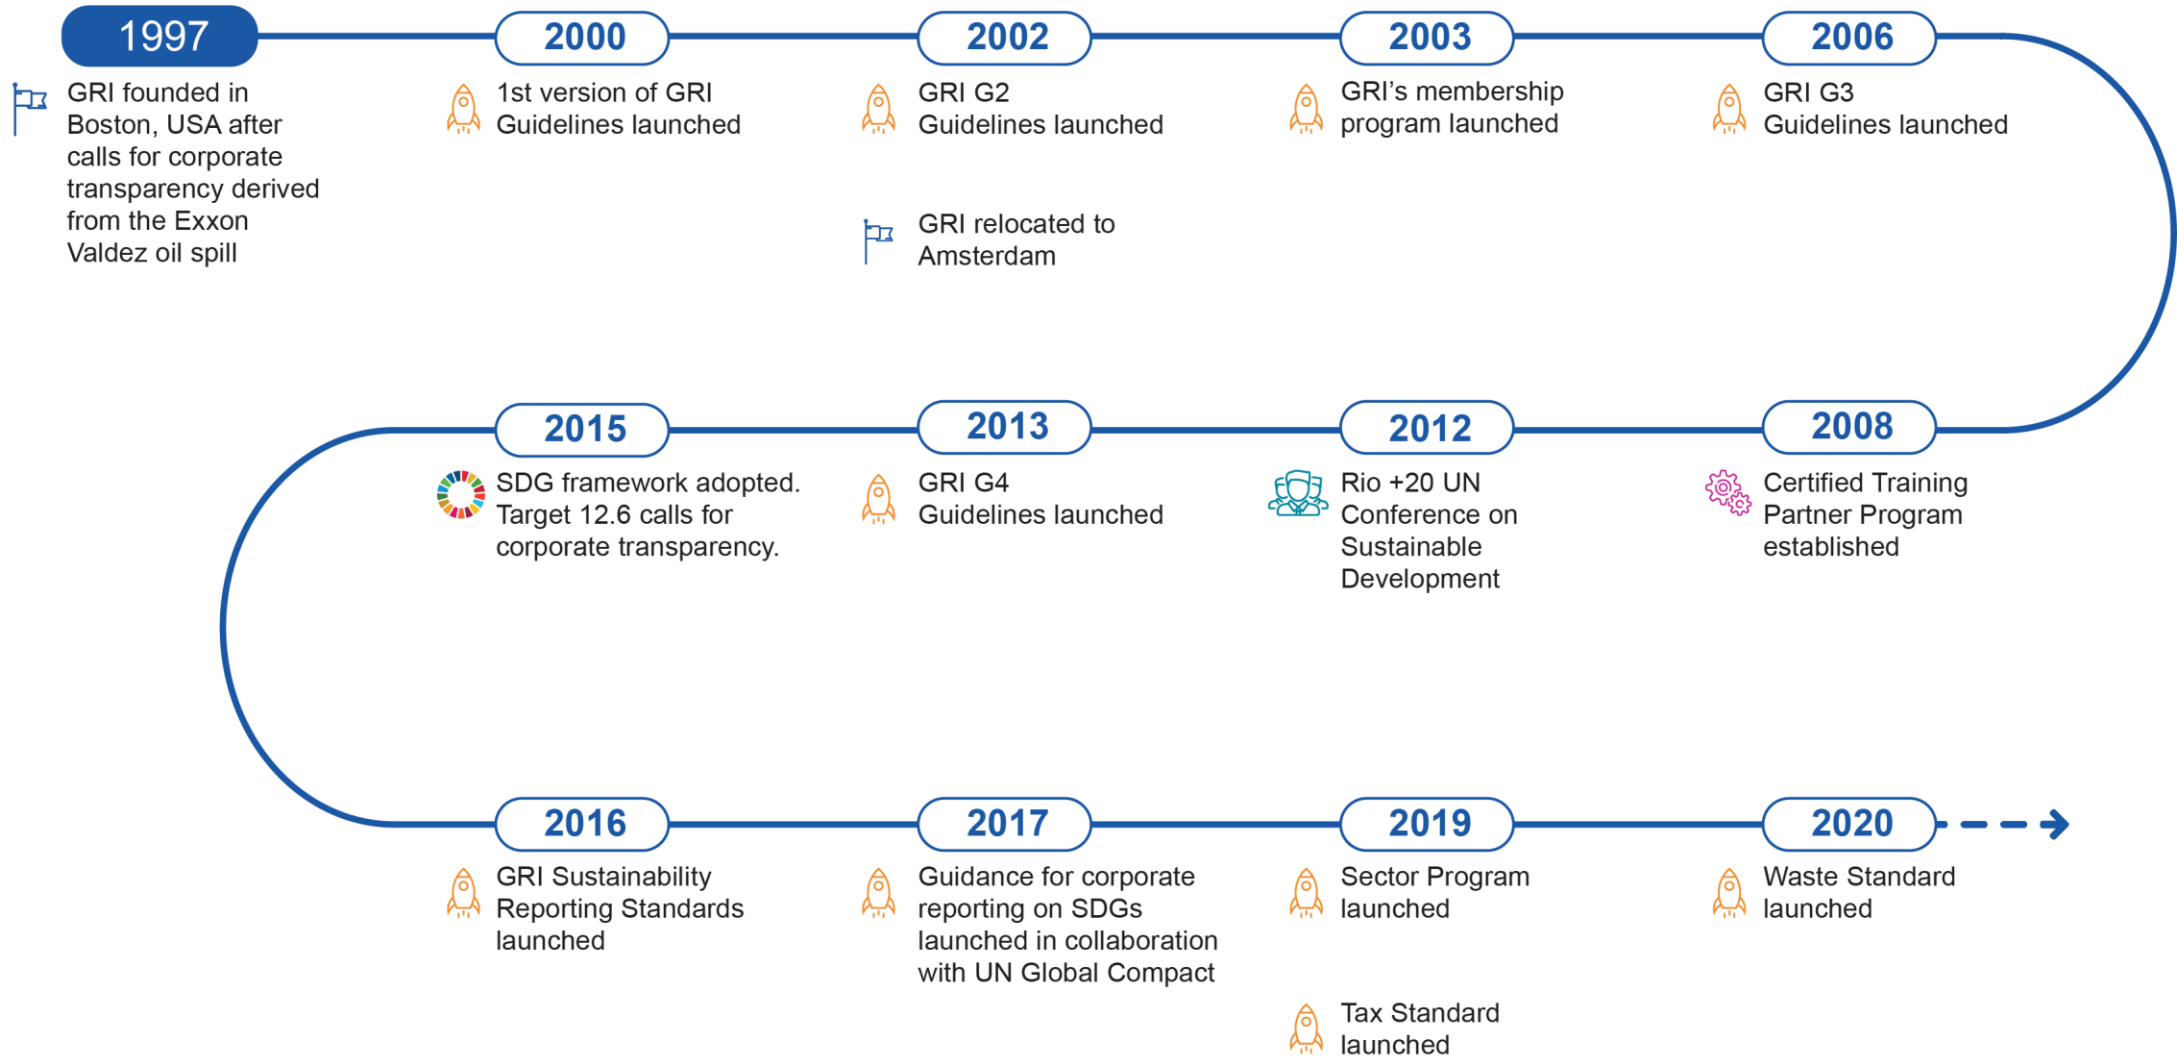 1997
GRI founded in
Boston, USA after
calls for corporate
transparency derived
from the Exxon
Valdez oil spill
2000
1st version of GRI
Guidelines launched
2002
GRI G2
Guidelines launched
GRI relocated to
Amsterdam
2003
GRI’s membership
program launched
2006
GRI G3
Guidelines launched
2008
Certified Training
Partner Program
established
2012
Rio +20 UN
Conference on
Sustainable
Development
2013
GRI G4
Guidelines launched
2015
SDG framework adopted.
Target 12.6 calls for
corporate transparency.
2016
GRI Sustainability
Reporting Standards
launched
2017
Guidance for corporate
reporting on SDGs
launched in collaboration
with UN Global Compact
2019
Sector Program
launched
Tax Standard
launched
2020
Waste Standard
launched